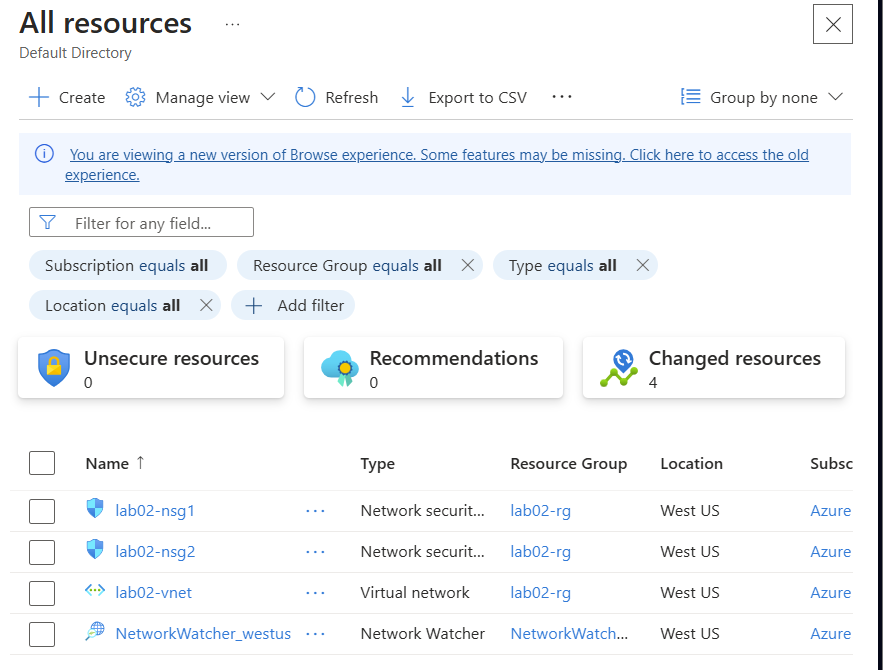 All resources ...
Default Directory
Create Manage view Refresh Export to CSV ... Group by none
You are viewing a new version of Browse experience. Some features may be missing. Click here to access the old
experience.
Filter for any field...
Subscription equals all Resource Group equals all Type equals all
Location equals all Add filter
Unsecure resources Recommendations Changed resources
0 0 4
Name ↑ Type Resource Group Location Subsc
lab02-nsg1 ... Network securit... lab02-rg West US Azure
lab02-nsg2 ... Network securit... lab02-rg West US Azure
lab02-vnet ... Virtual network lab02-rg West US Azure
NetworkWatcher_westus ... Network Watcher NetworkWatch... West US Azure